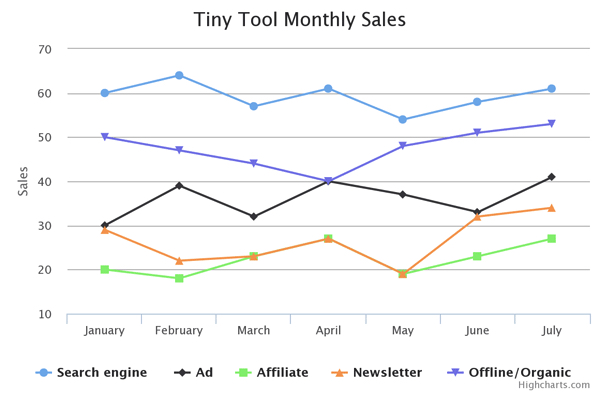 Tiny Tool Monthly Sales
70
60
50
40
30
20
10
Sales
January February March April May June July
Search engine Ad Affiliate Newsletter Offline/Organic
Highcharts.com